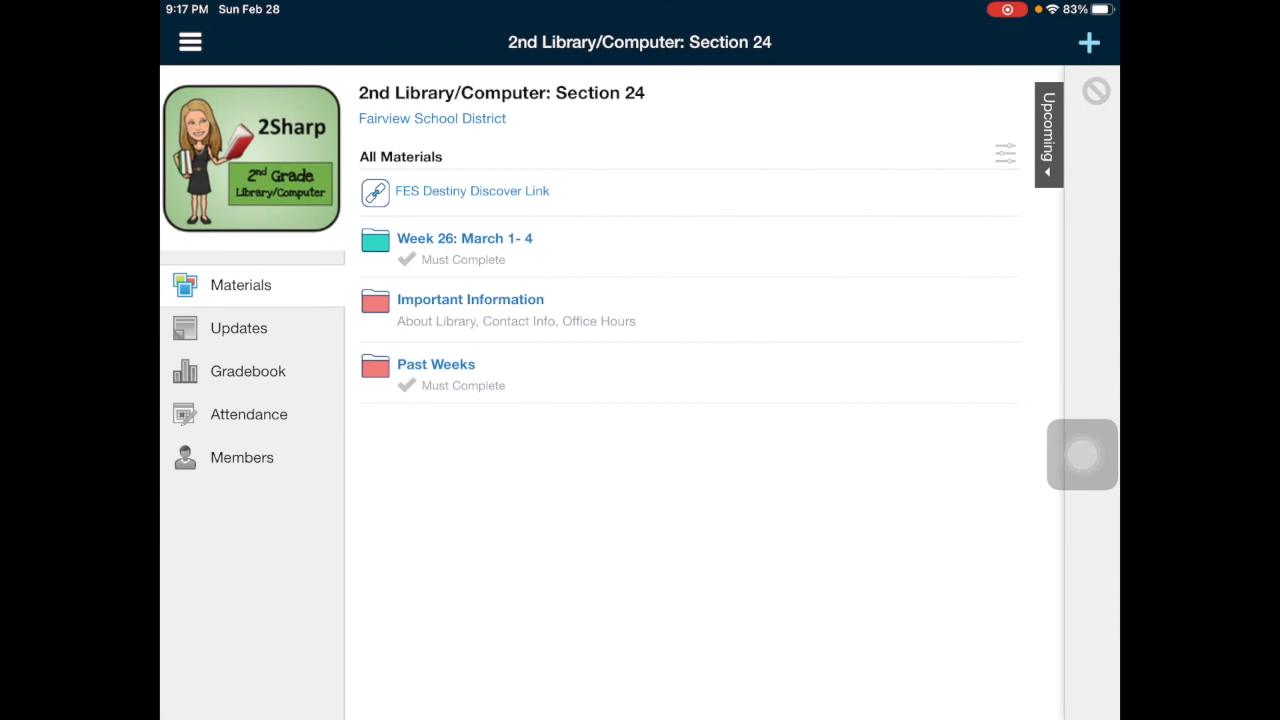 9:17 PM Sun Feb 28
83%
2nd Library/Computer: Section 24
2Sharp
2nd Grade
Library/Computer
2nd Library/Computer: Section 24
Fairview School District
All Materials
FES Destiny Discover Link
Week 26: March 1- 4
Must Complete
Important Information
About Library, Contact Info, Office Hours
Past Weeks
Must Complete
Upcoming
Materials
Updates
Gradebook
Attendance
Members